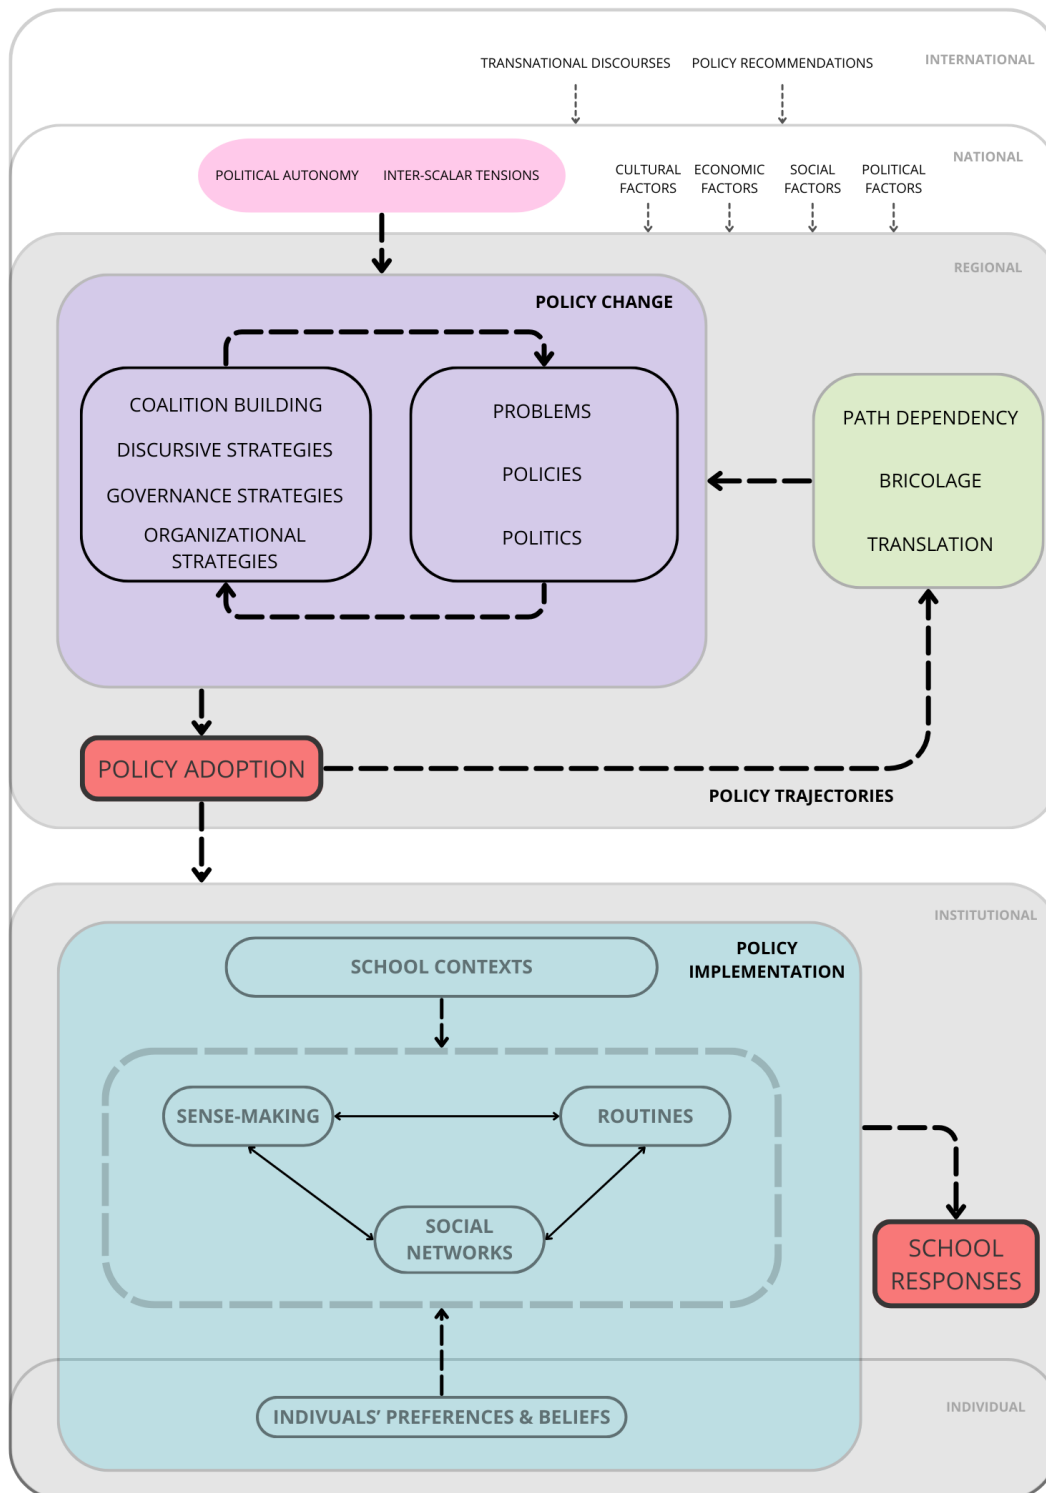 TRANSNATIONAL DISCOURSES
POLICY RECOMMENDATIONS
INTERNATIONAL
NATIONAL
POLITICAL AUTONOMY
INTER-SCALAR TENSIONS
CULTURAL
FACTORS
ECONOMIC
FACTORS
SOCIAL
FACTORS
POLITICAL
FACTORS
REGIONAL
POLICY CHANGE
COALITION BUILDING
DISCURSIVE STRATEGIES
GOVERNANCE STRATEGIES
ORGANIZATIONAL
STRATEGIES
PROBLEMS
POLICIES
POLITICS
PATH DEPENDENCY
BRICOLAGE
TRANSLATION
POLICY ADOPTION
POLICY TRAJECTORIES
INSTITUTIONAL
POLICY
IMPLEMENTATION
SCHOOL CONTEXTS
SENSE-MAKING
ROUTINES
SOCIAL
NETWORKS
SCHOOL
RESPONSES
INDIVUALS' PREFERENCES & BELIEFS
INDIVIDUAL